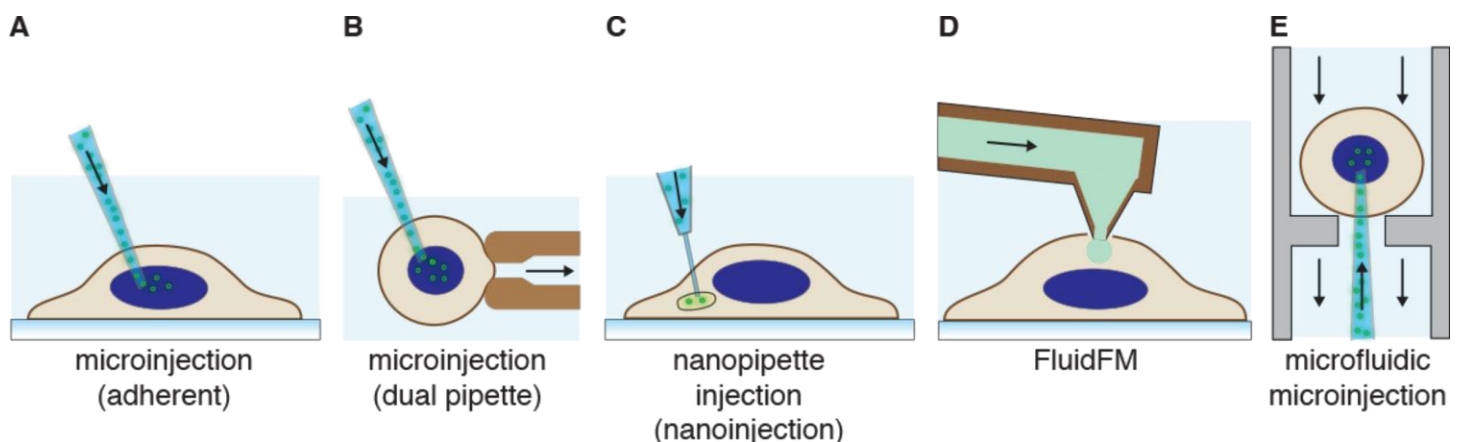 A
B
C
D
E
microinjection
(adherent)
microinjection
(dual pipette)
nanopipette
injection
(nanoinjection)
FluidFM
microfluidic
microinjection